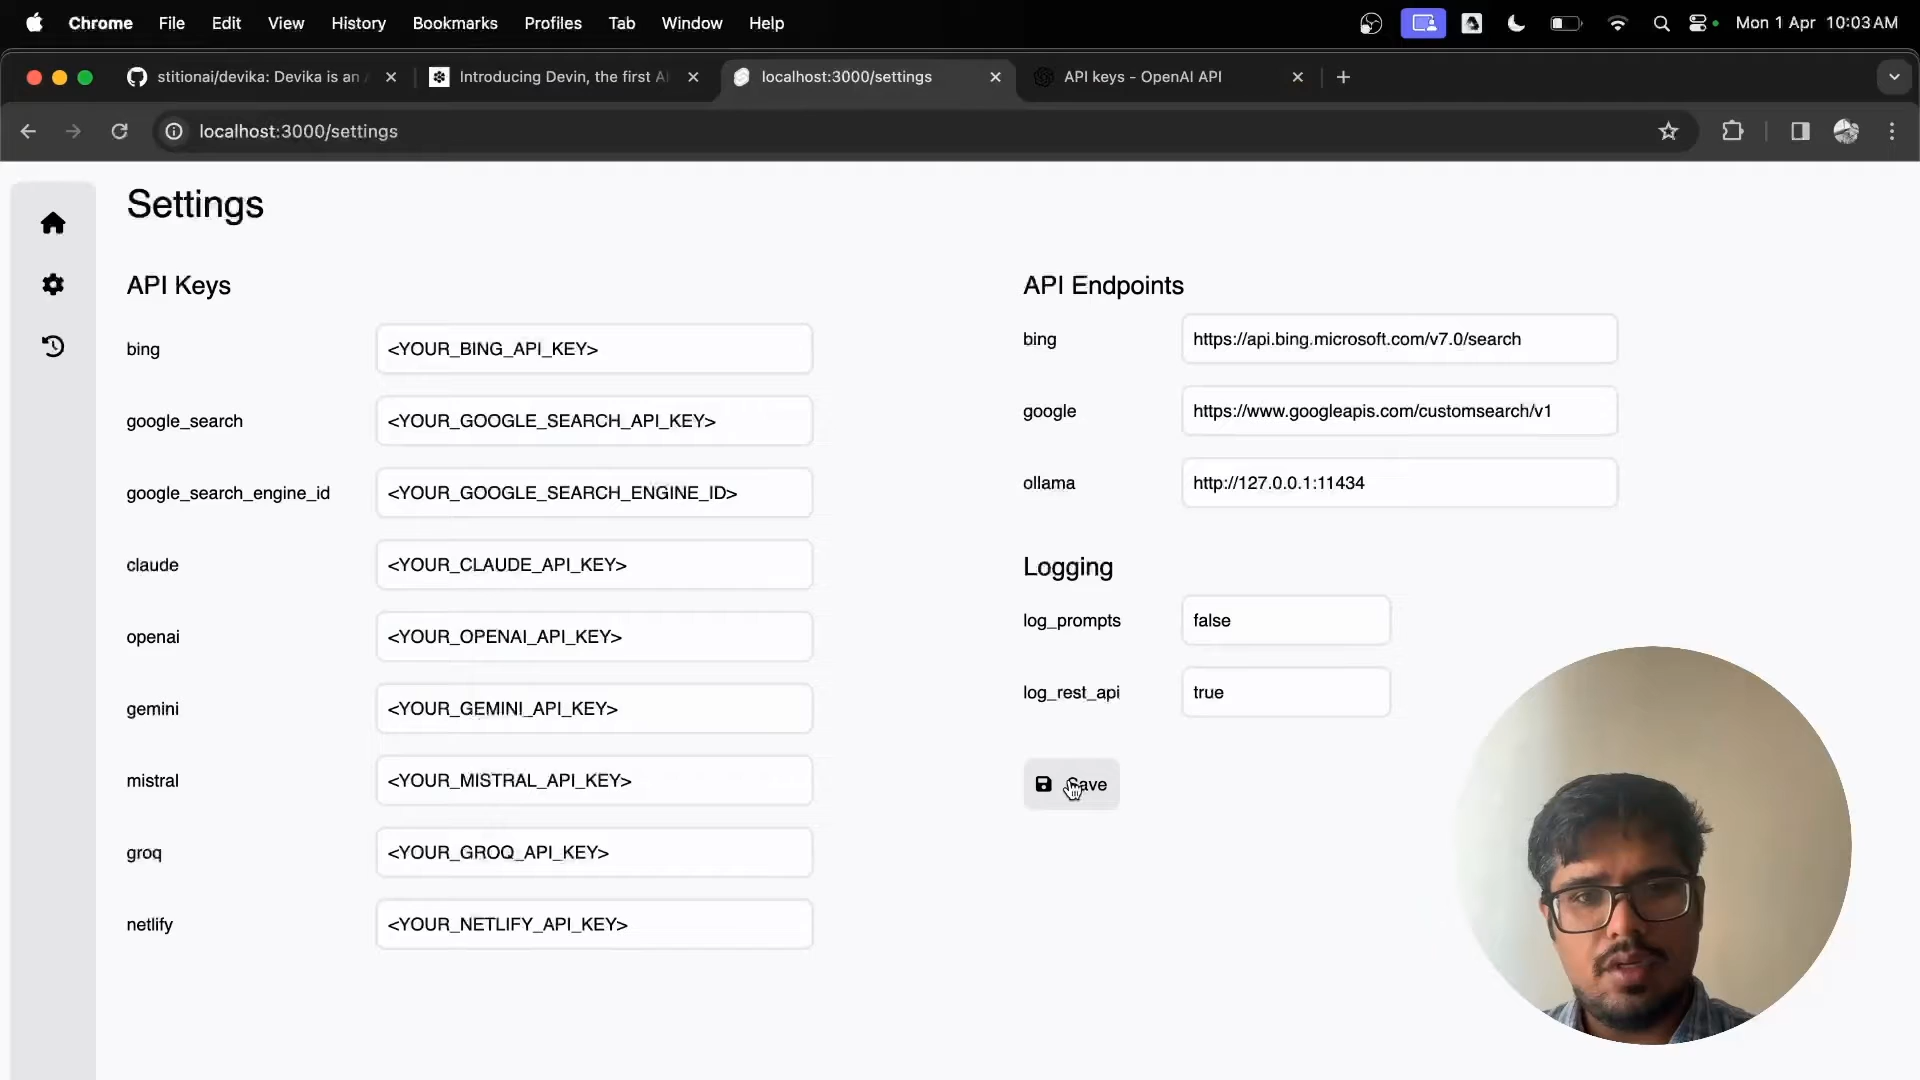 Chrome File Edit View History Bookmarks Profiles Tab Window Help Mon 1 Apr 10:03 AM
stitionai/devika: Devika is an A Introducing Devin, the first AI localhost:3000/settings API keys - OpenAI API
localhost:3000/settings
Settings
API Keys
bing <YOUR_BING_API_KEY>
google_search <YOUR_GOOGLE_SEARCH_API_KEY>
google_search_engine_id <YOUR_GOOGLE_SEARCH_ENGINE_ID>
claude <YOUR_CLAUDE_API_KEY>
openai <YOUR_OPENAI_API_KEY>
gemini <YOUR_GEMINI_API_KEY>
mistral <YOUR_MISTRAL_API_KEY>
groq <YOUR_GROQ_API_KEY>
netlify <YOUR_NETLIFY_API_KEY>
API Endpoints
bing https://api.bing.microsoft.com/v7.0/search
google https://www.googleapis.com/customsearch/v1
ollama http://127.0.0.1:11434
Logging
log_prompts false
log_rest_api true
Save